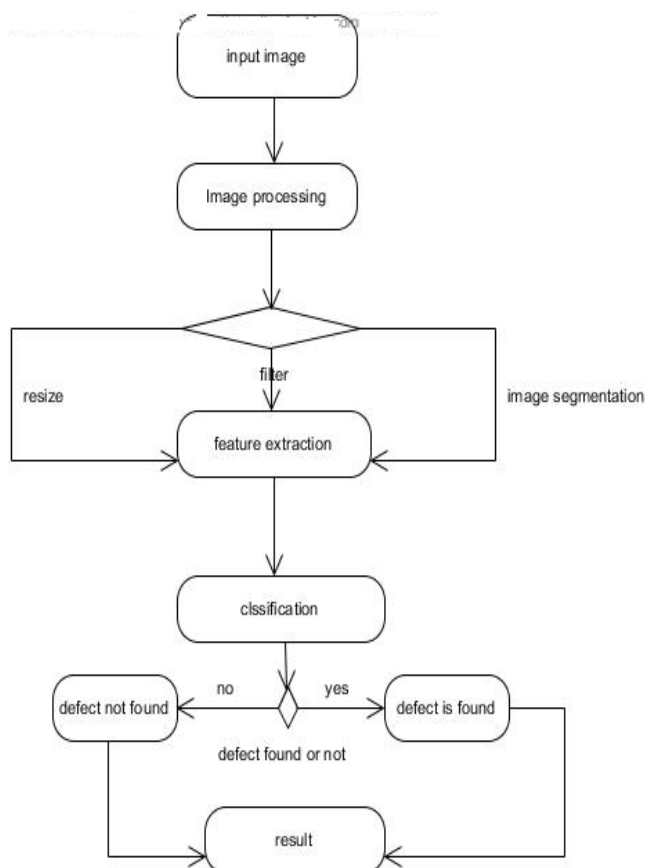 input image
Image processing
filter
resize
image segmentation
feature extraction
clssification
no
yes
defect not found
defect is found
defect found or not
result